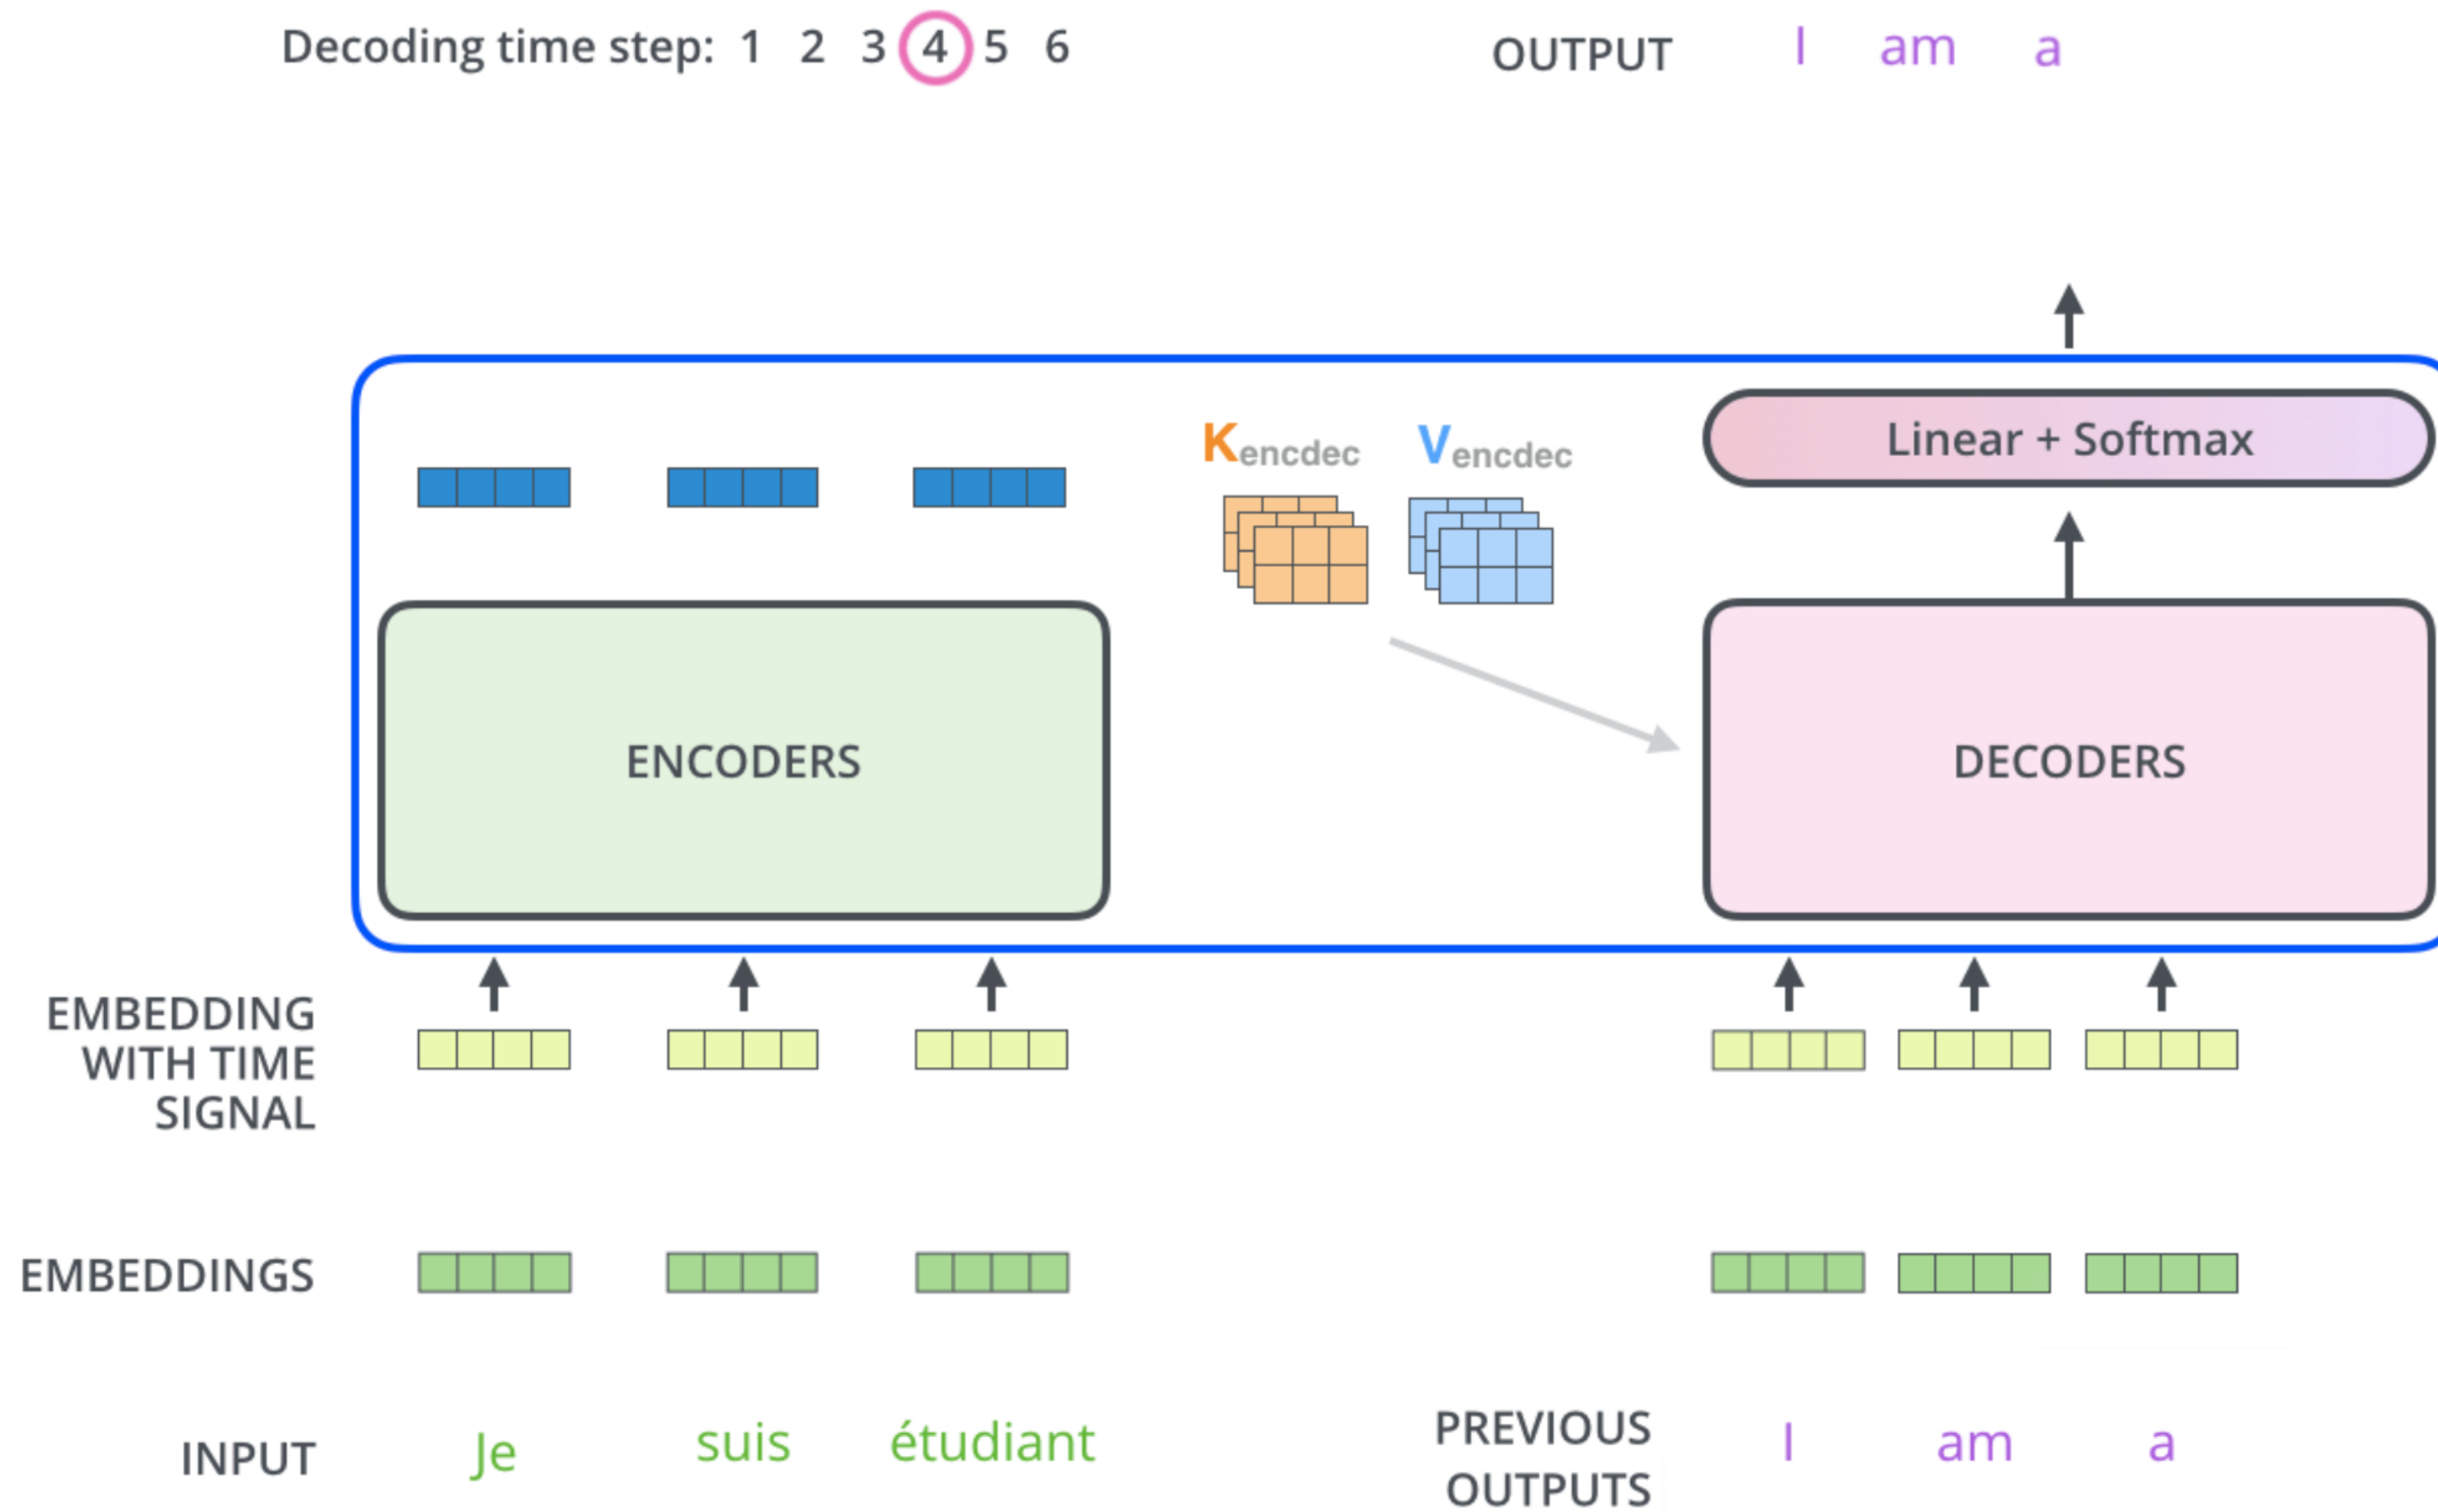 Decoding time step: 1 2 3 4 5 6
OUTPUT I am a
Kencdec Vencdec
Linear + Softmax
ENCODERS
DECODERS
EMBEDDING
WITH TIME
SIGNAL
EMBEDDINGS
INPUT Je suis étudiant
PREVIOUS
OUTPUTS
I am a